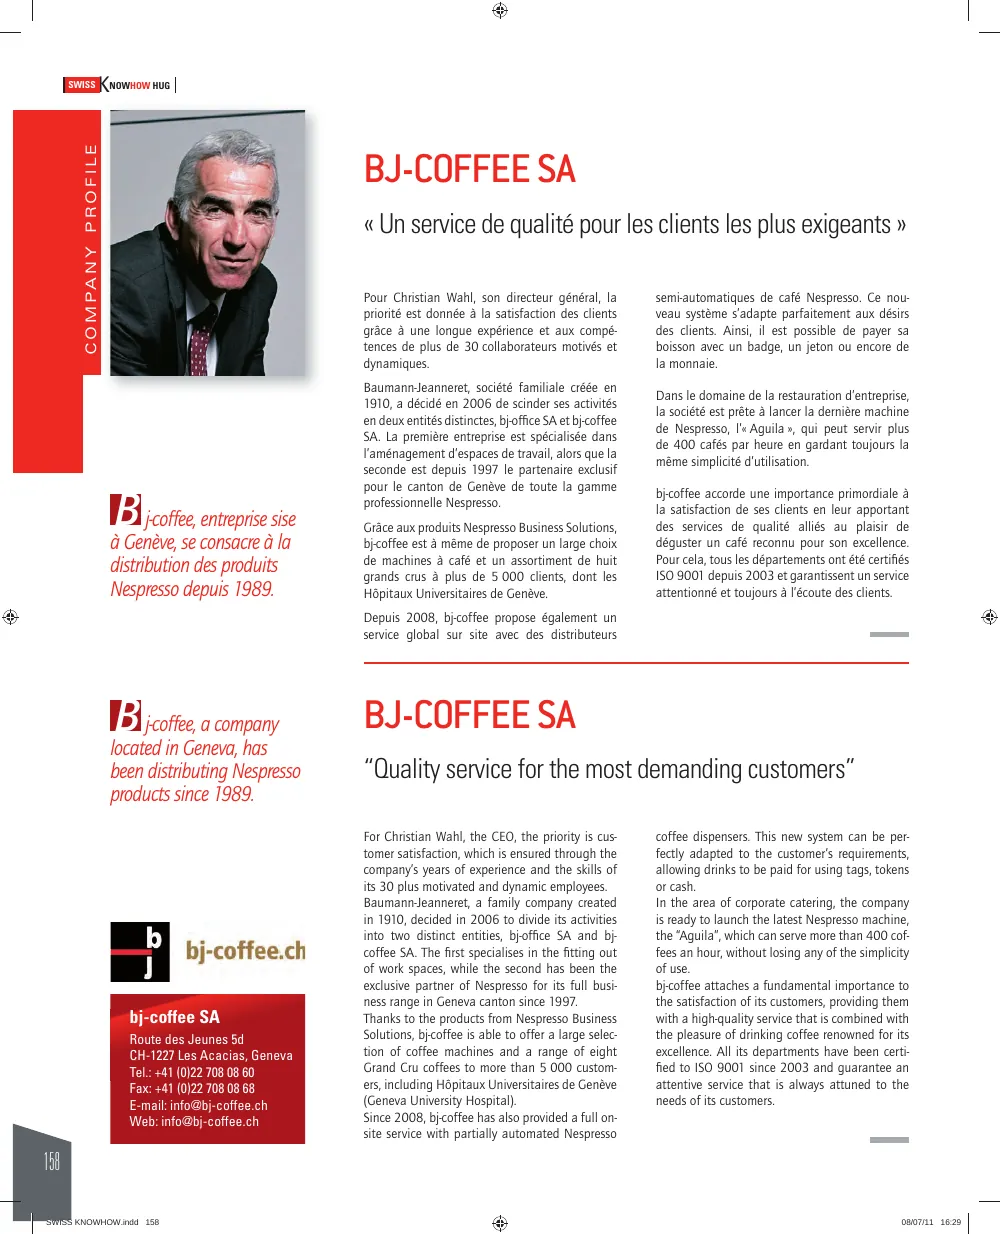 SWISS KNOWHOW HUG
COMPANY PROFILE
BJ-COFFEE SA
« Un service de qualité pour les clients les plus exigeants »
Pour Christian Wahl, son directeur général, la
priorité est donnée à la satisfaction des clients
grâce à une longue expérience et aux compé-
tences de plus de 30 collaborateurs motivés et
dynamiques.
Baumann-Jeanneret, société familiale créée en
1910, a décidé en 2006 de scinder ses activités
en deux entités distinctes, bj-office SA et bj-coffee
SA. La première entreprise est spécialisée dans
l’aménagement d’espaces de travail, alors que la
seconde est depuis 1997 le partenaire exclusif
pour le canton de Genève de toute la gamme
professionnelle Nespresso.
Grâce aux produits Nespresso Business Solutions,
bj-coffee est à même de proposer un large choix
de machines à café et un assortiment de huit
grands crus à plus de 5 000 clients, dont les
Hôpitaux Universitaires de Genève.
Depuis 2008, bj-coffee propose également un
service global sur site avec des distributeurs
semi-automatiques de café Nespresso. Ce nou-
veau système s’adapte parfaitement aux désirs
des clients. Ainsi, il est possible de payer sa
boisson avec un badge, un jeton ou encore de
la monnaie.
Dans le domaine de la restauration d’entreprise,
la société est prête à lancer la dernière machine
de Nespresso, l’« Aguila », qui peut servir plus
de 400 cafés par heure en gardant toujours la
même simplicité d’utilisation.
bj-coffee accorde une importance primordiale à
la satisfaction de ses clients en leur apportant
des services de qualité alliés au plaisir de
déguster un café reconnu pour son excellence.
Pour cela, tous les départements ont été certifiés
ISO 9001 depuis 2003 et garantissent un service
attentionné et toujours à l’écoute des clients.
Bj-coffee, entreprise sise
à Genève, se consacre à la
distribution des produits
Nespresso depuis 1989.
Bj-coffee, a company
located in Geneva, has
been distributing Nespresso
products since 1989.
BJ-COFFEE SA
“Quality service for the most demanding customers”
For Christian Wahl, the CEO, the priority is cus-
tomer satisfaction, which is ensured through the
company’s years of experience and the skills of
its 30 plus motivated and dynamic employees.
Baumann-Jeanneret, a family company created
in 1910, decided in 2006 to divide its activities
into two distinct entities, bj-office SA and bj-
coffee SA. The first specialises in the fitting out
of work spaces, while the second has been the
exclusive partner of Nespresso for its full busi-
ness range in Geneva canton since 1997.
Thanks to the products from Nespresso Business
Solutions, bj-coffee is able to offer a large selec-
tion of coffee machines and a range of eight
Grand Cru coffees to more than 5 000 custom-
ers, including Hôpitaux Universitaires de Genève
(Geneva University Hospital).
Since 2008, bj-coffee has also provided a full on-
site service with partially automated Nespresso
coffee dispensers. This new system can be per-
fectly adapted to the customer’s requirements,
allowing drinks to be paid for using tags, tokens
or cash.
In the area of corporate catering, the company
is ready to launch the latest Nespresso machine,
the “Aguila”, which can serve more than 400 cof-
fees an hour, without losing any of the simplicity
of use.
bj-coffee attaches a fundamental importance to
the satisfaction of its customers, providing them
with a high-quality service that is combined with
the pleasure of drinking coffee renowned for its
excellence. All its departments have been certi-
fied to ISO 9001 since 2003 and guarantee an
attentive service that is always attuned to the
needs of its customers.
bj
bj-coffee.ch
bj-coffee SA
Route des Jeunes 5d
CH-1227 Les Acacias, Geneva
Tel.: +41 (0)22 708 08 60
Fax: +41 (0)22 708 08 68
E-mail: info@bj-coffee.ch
Web: info@bj-coffee.ch
158
SWISS KNOWHOW.indd 158
08/07/11 16:29